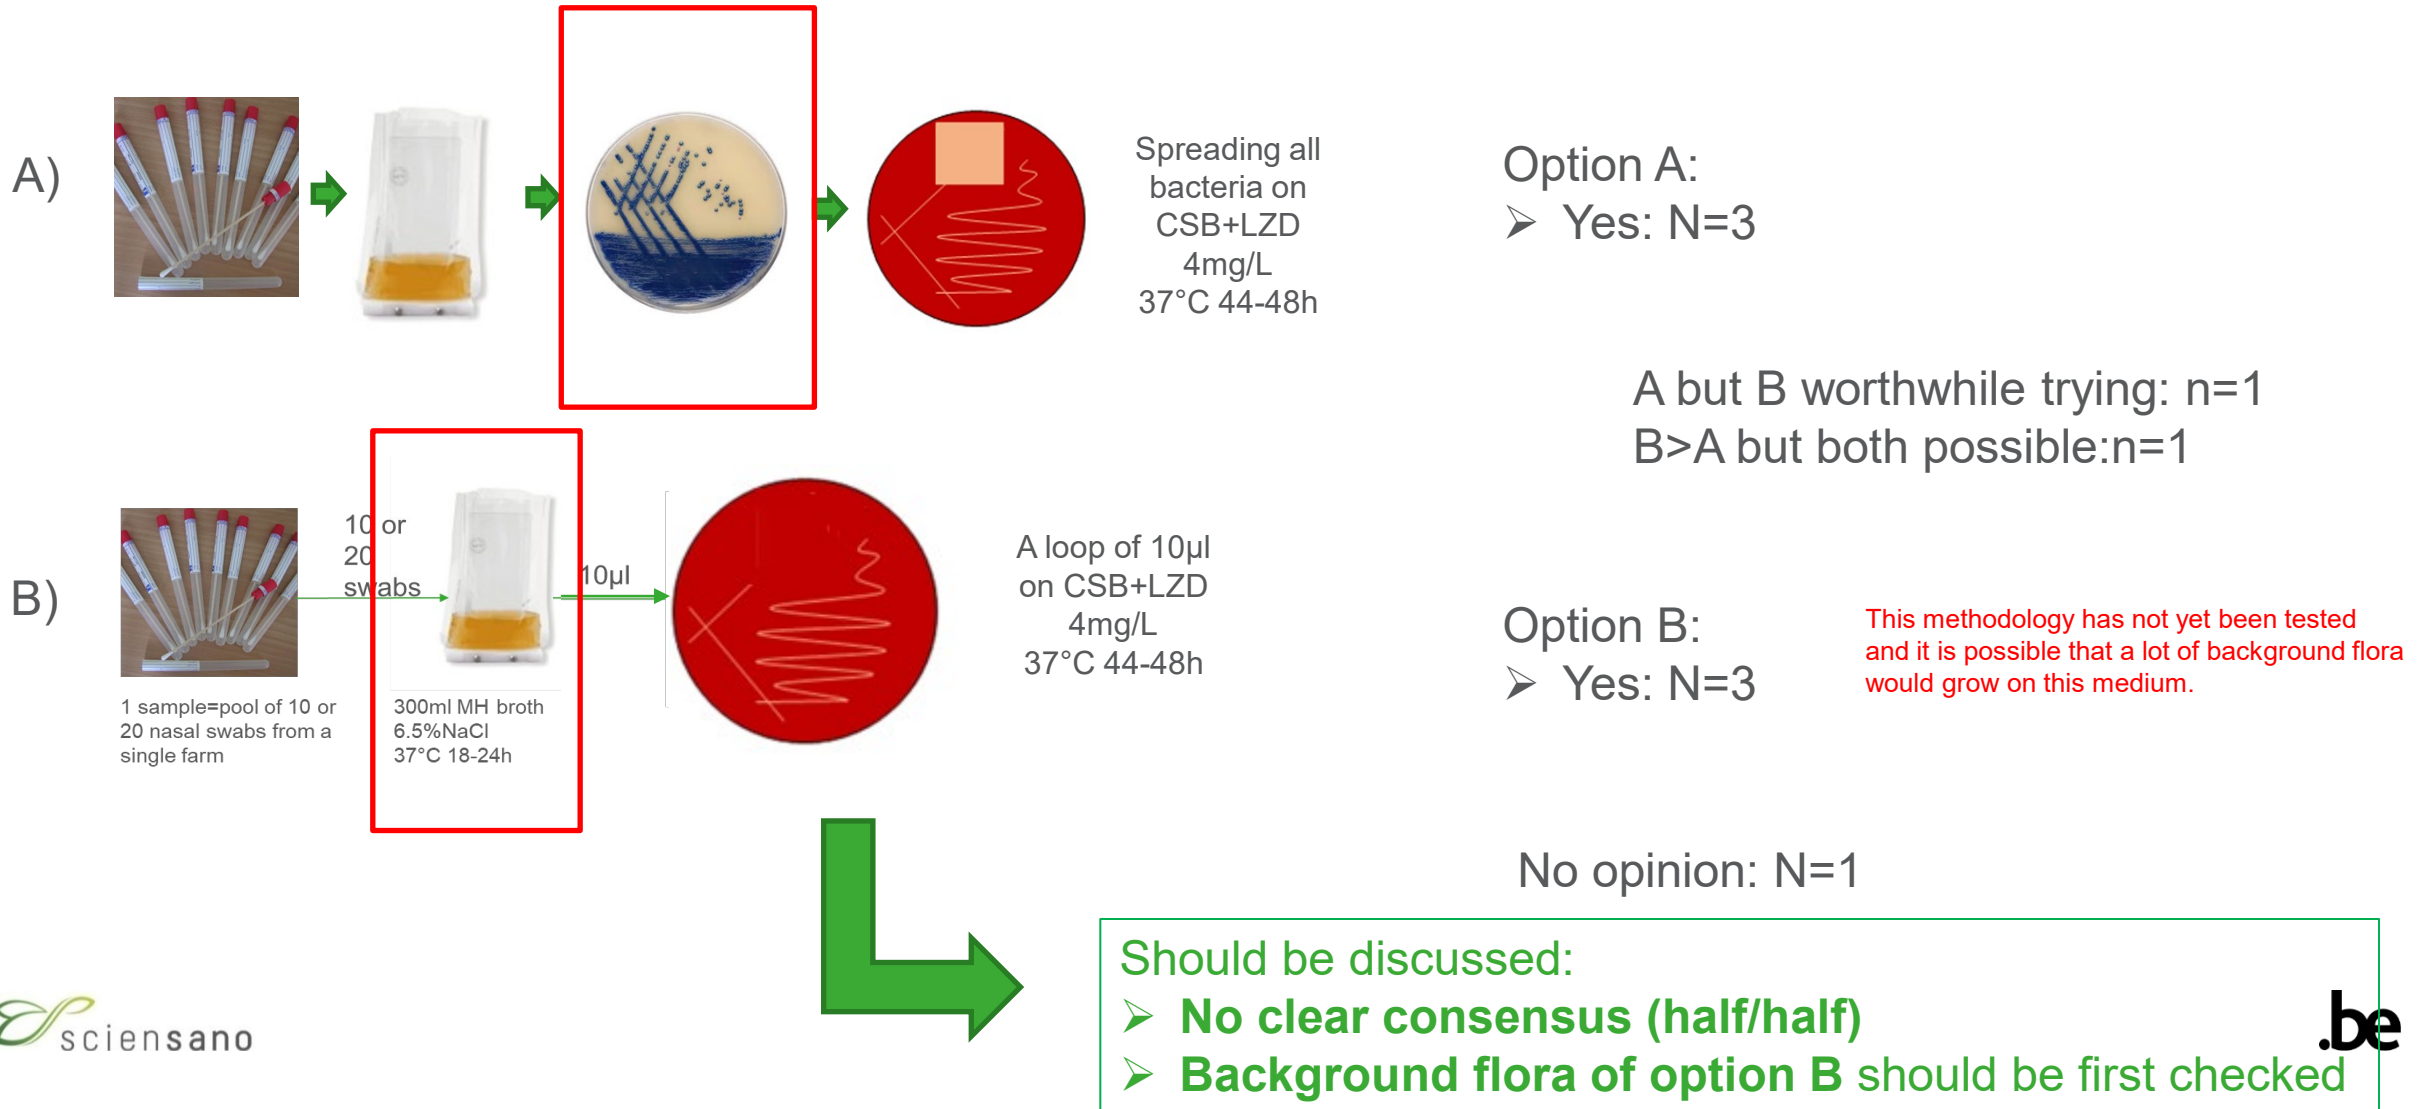 A)
Spreading all
bacteria on
CSB+LZD
4mg/L
37°C 44-48h
Option A:
➢ Yes: N=3
A but B worthwhile trying: n=1
B>A but both possible:n=1
B)
10 or
20
swabs
10µl
1 sample=pool of 10 or
20 nasal swabs from a
single farm
300ml MH broth
6.5%NaCl
37°C 18-24h
A loop of 10µl
on CSB+LZD
4mg/L
37°C 44-48h
Option B:
➢ Yes: N=3
This methodology has not yet been tested
and it is possible that a lot of background flora
would grow on this medium.
No opinion: N=1
Should be discussed:
➢ No clear consensus (half/half)
➢ Background flora of option B should be first checked
sciensano
.be